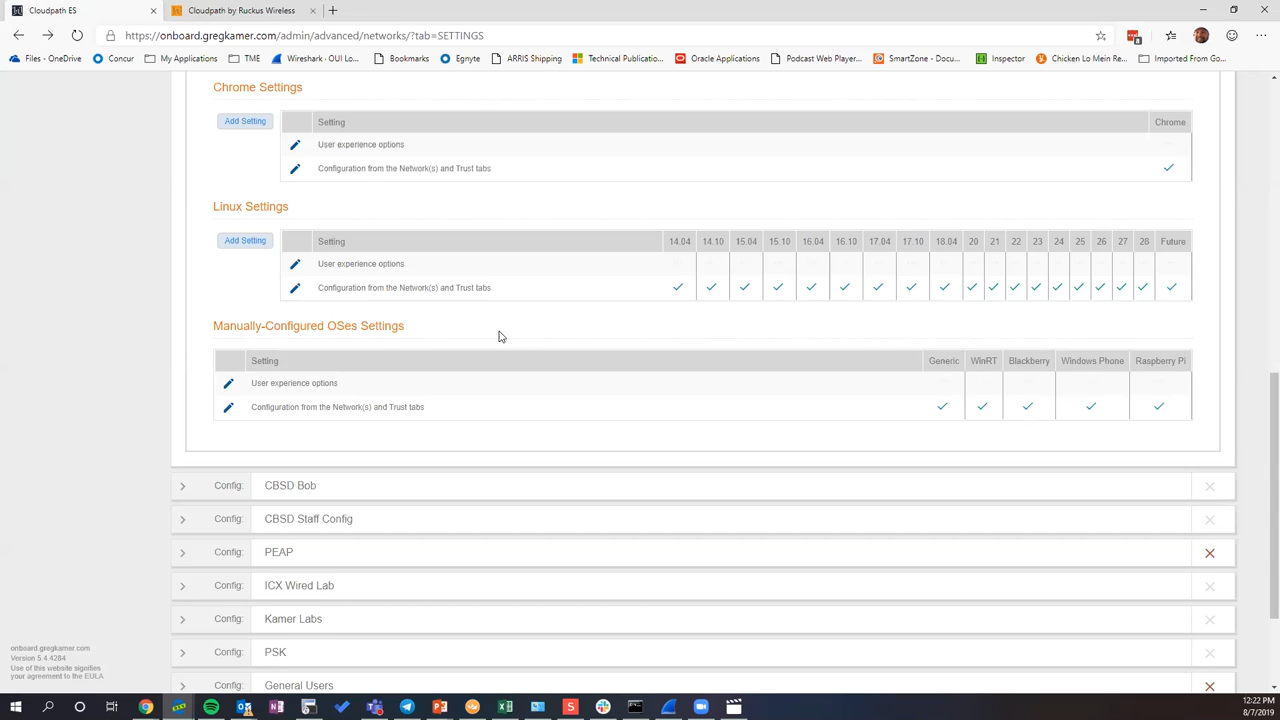 Cloudpath ES
Cloudpath by Ruckus Wireless
https://onboard.gregkamer.com/admin/advanced/networks/?tab=SETTINGS
Files - OneDrive Concur My Applications TME Wireshark · OUI Lo... Bookmarks Egnyte ARRIS Shipping Technical Publicatio... Oracle Applications Podcast Web Player... SmartZone - Docu... Inspector Chicken Lo Mein Re... Imported From Go...
Chrome Settings
Add Setting
Setting Chrome
User experience options
Configuration from the Network(s) and Trust tabs
Linux Settings
Add Setting
Setting 14.04 14.10 15.04 15.10 16.04 16.10 17.04 17.10 18.04 20 21 22 23 24 25 26 27 28 Future
User experience options
Configuration from the Network(s) and Trust tabs
Manually-Configured OSes Settings
Setting Generic WinRT Blackberry Windows Phone Raspberry Pi
User experience options
Configuration from the Network(s) and Trust tabs
Config: CBSD Bob
Config: CBSD Staff Config
Config: PEAP
Config: ICX Wired Lab
Config: Kamer Labs
Config: PSK
Config: General Users
onboard.gregkamer.com
Version 5.4.4284
Use of this website signifies
your agreement to the EULA
12:22 PM
8/7/2019